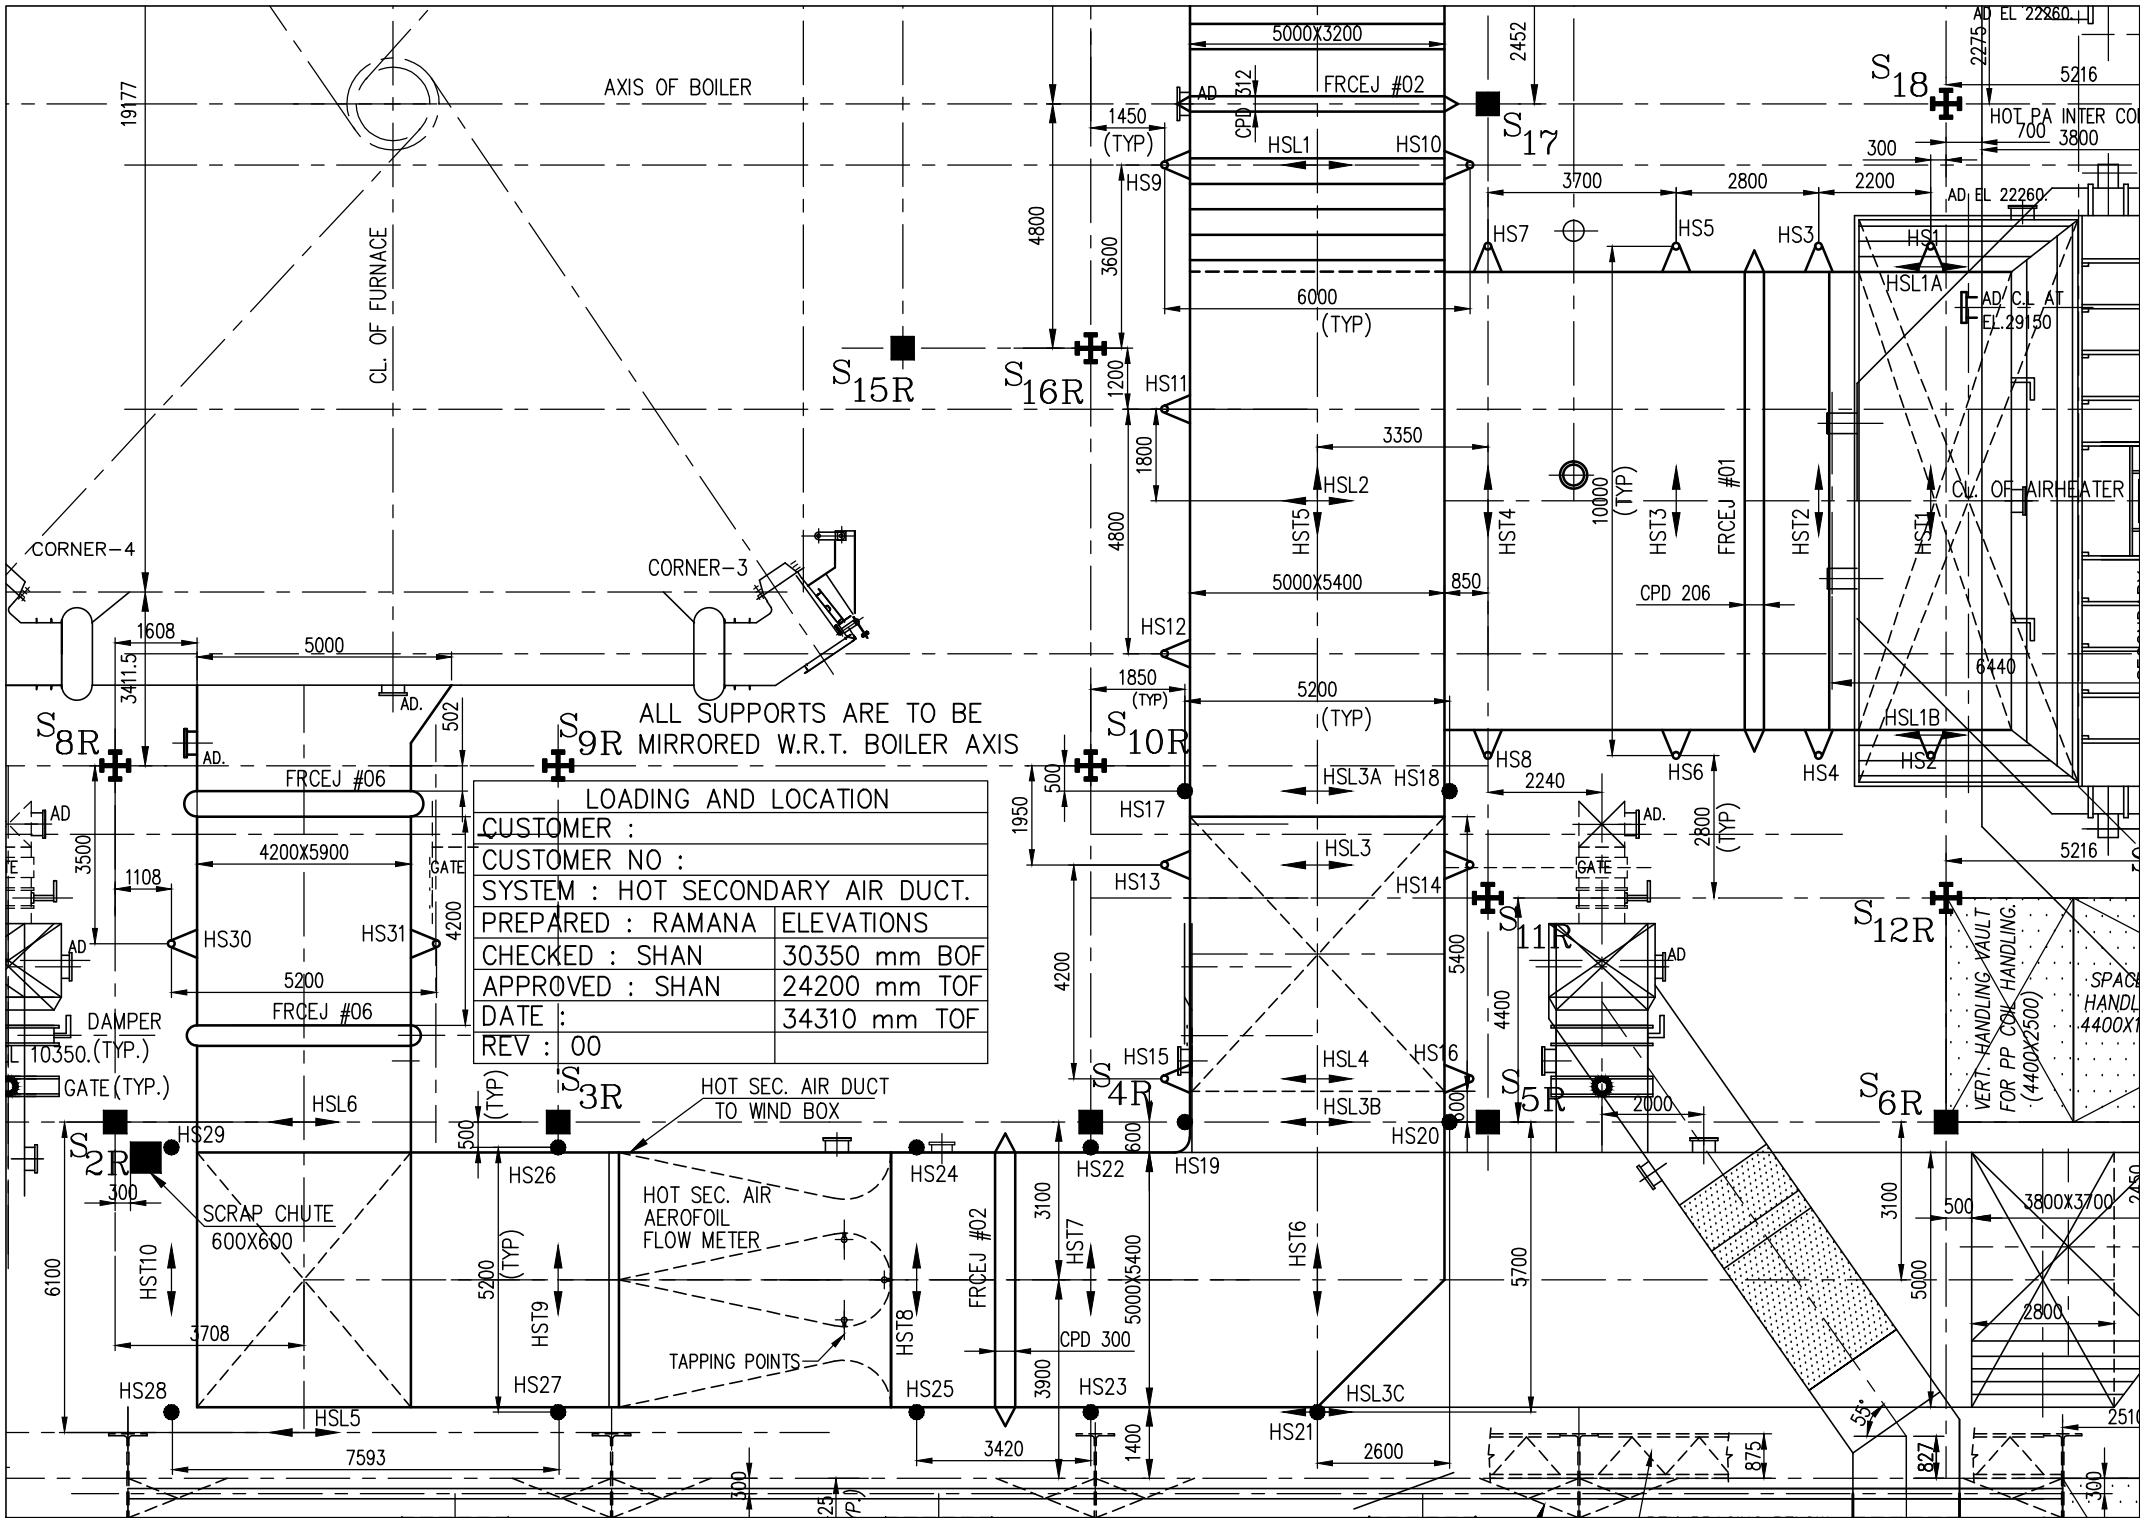 5000X3200
2452
AD EL 22260.
2275
5216
S18
19177
AXIS OF BOILER
AD
CPD 312
FRCEJ #02
S17
HOT PA INTER
700
3800
1450
(TYP)
HSL1
HS10
HS9
300
3700
2800
2200
AD EL 22260.
4800
3600
CL. OF FURNACE
HS7
HS5
HS3
HS1
HSL1A
6000
(TYP)
AD C.L AT
EL.29150
S15R
S16R
1200
HS11
1800
3350
10000
(TYP)
FRCEJ #01
HSL2
HST5
HST4
HST3
HST2
HST1
CL. OF AIRHEATER
4800
CORNER-4
CORNER-3
5000X5400
850
CPD 206
1608
5000
3411.5
HS12
6440
1850
(TYP)
5200
(TYP)
AD.
502
ALL SUPPORTS ARE TO BE
MIRRORED W.R.T. BOILER AXIS
S8R
S9R
S10R
HSL1B
AD.
HS8
HS6
HS4
HS2
FRCEJ #06
500
HSL3A
HS18
HS17
2240
1950
2800
(TYP)
AD
AD.
LOADING AND LOCATION
CUSTOMER :
CUSTOMER NO :
SYSTEM : HOT SECONDARY AIR DUCT.
PREPARED : RAMANA
ELEVATIONS
CHECKED : SHAN
30350 mm BOF
APPROVED : SHAN
24200 mm TOF
DATE :
34310 mm TOF
REV : 00
3500
4200X5900
GATE
1108
4200
HSL3
HS13
HS14
GATE
5216
HS30
HS31
AD
S11R
S12R
AD
5200
4200
5400
4400
VERT. HANDLING VAULT
FOR PP COIL HANDLING.
(4400X2500)
FRCEJ #06
DAMPER
(TYP.)
10350.
GATE(TYP.)
(TYP)
S3R
HS15
HSL4
HS16
S4R
S5R
S6R
HOT SEC. AIR DUCT
TO WIND BOX
HSL6
HSL3B
600
2000
S2R
HS29
500
600
HS20
HS26
HS24
HS22
HS19
300
SCRAP CHUTE
600X600
HOT SEC. AIR
AEROFOIL
FLOW METER
3100
3100
500
3800X3700
2450
6100
HST10
5200
(TYP)
HST9
HST8
FRCEJ #02
HST7
5000X5400
HST6
5700
5000
2800
3708
TAPPING POINTS
CPD 300
3900
HS28
HS27
HS25
HS23
HSL3C
HSL5
HS21
55°
7593
3420
1400
2600
875
827
300
300